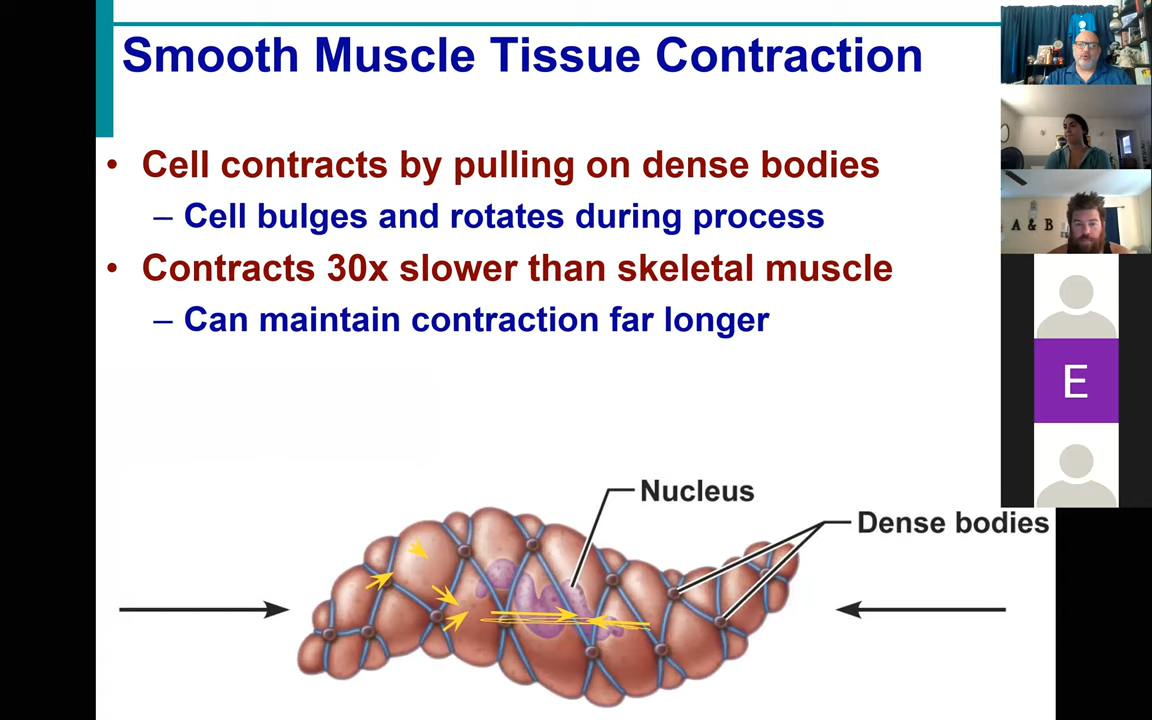 Smooth Muscle Tissue Contraction
• Cell contracts by pulling on dense bodies
– Cell bulges and rotates during process
• Contracts 30x slower than skeletal muscle
– Can maintain contraction far longer
Nucleus
Dense bodies
A & B
E